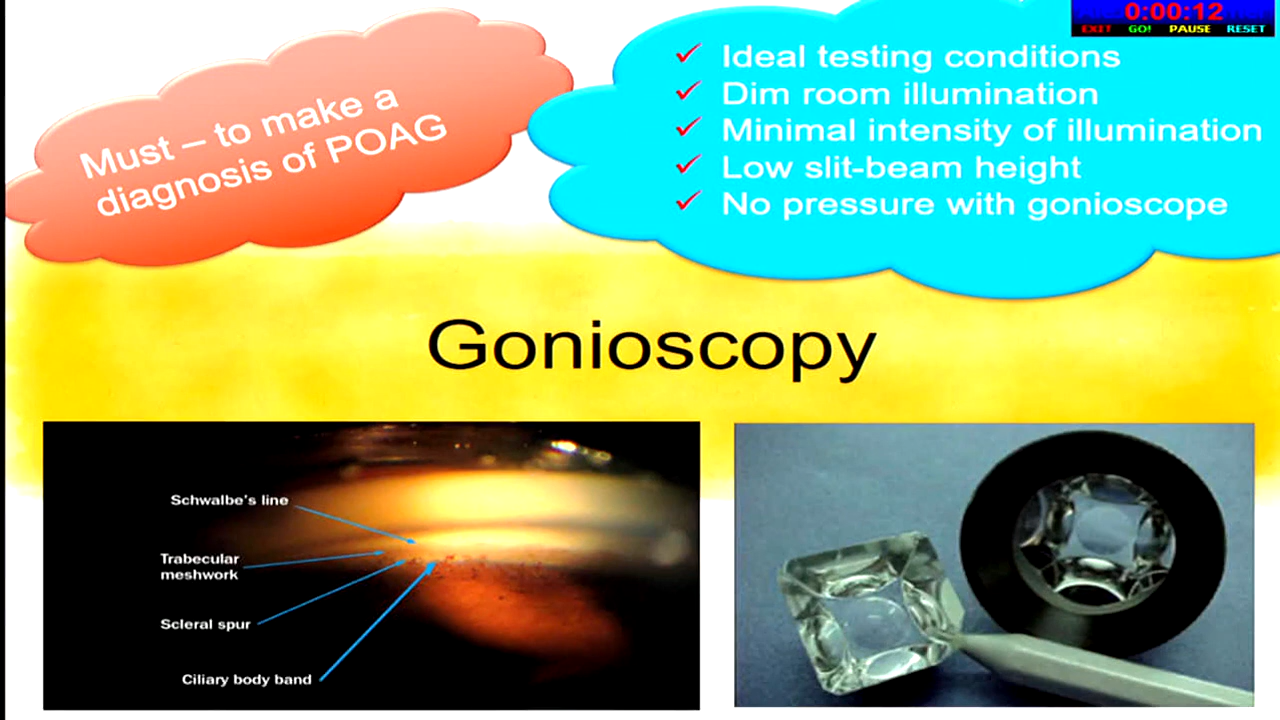 0:00:12
EXIT GO! PAUSE RESET
Must – to make a
diagnosis of POAG
✓ Ideal testing conditions
✓ Dim room illumination
✓ Minimal intensity of illumination
✓ Low slit-beam height
✓ No pressure with gonioscope
Gonioscopy
Schwalbe's line
Trabecular
meshwork
Scleral spur
Ciliary body band